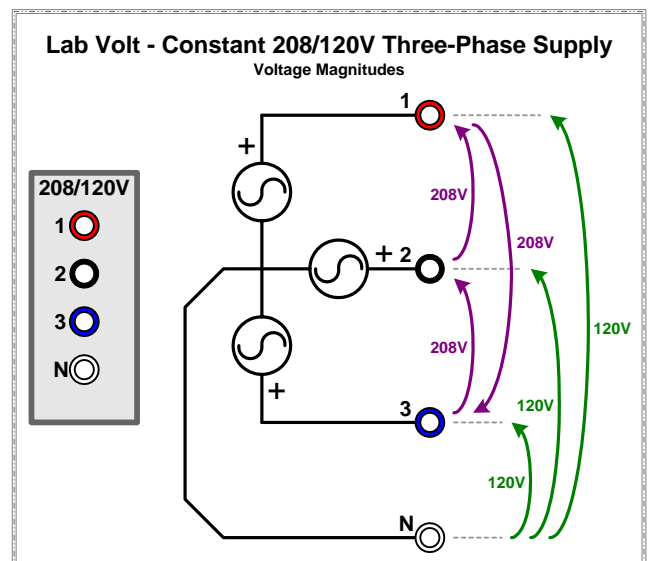 Lab Volt - Constant 208/120V Three-Phase Supply
Voltage Magnitudes
208/120V
1
2
3
N
+
1
+
2
+
3
N
208V
208V
208V
120V
120V
120V